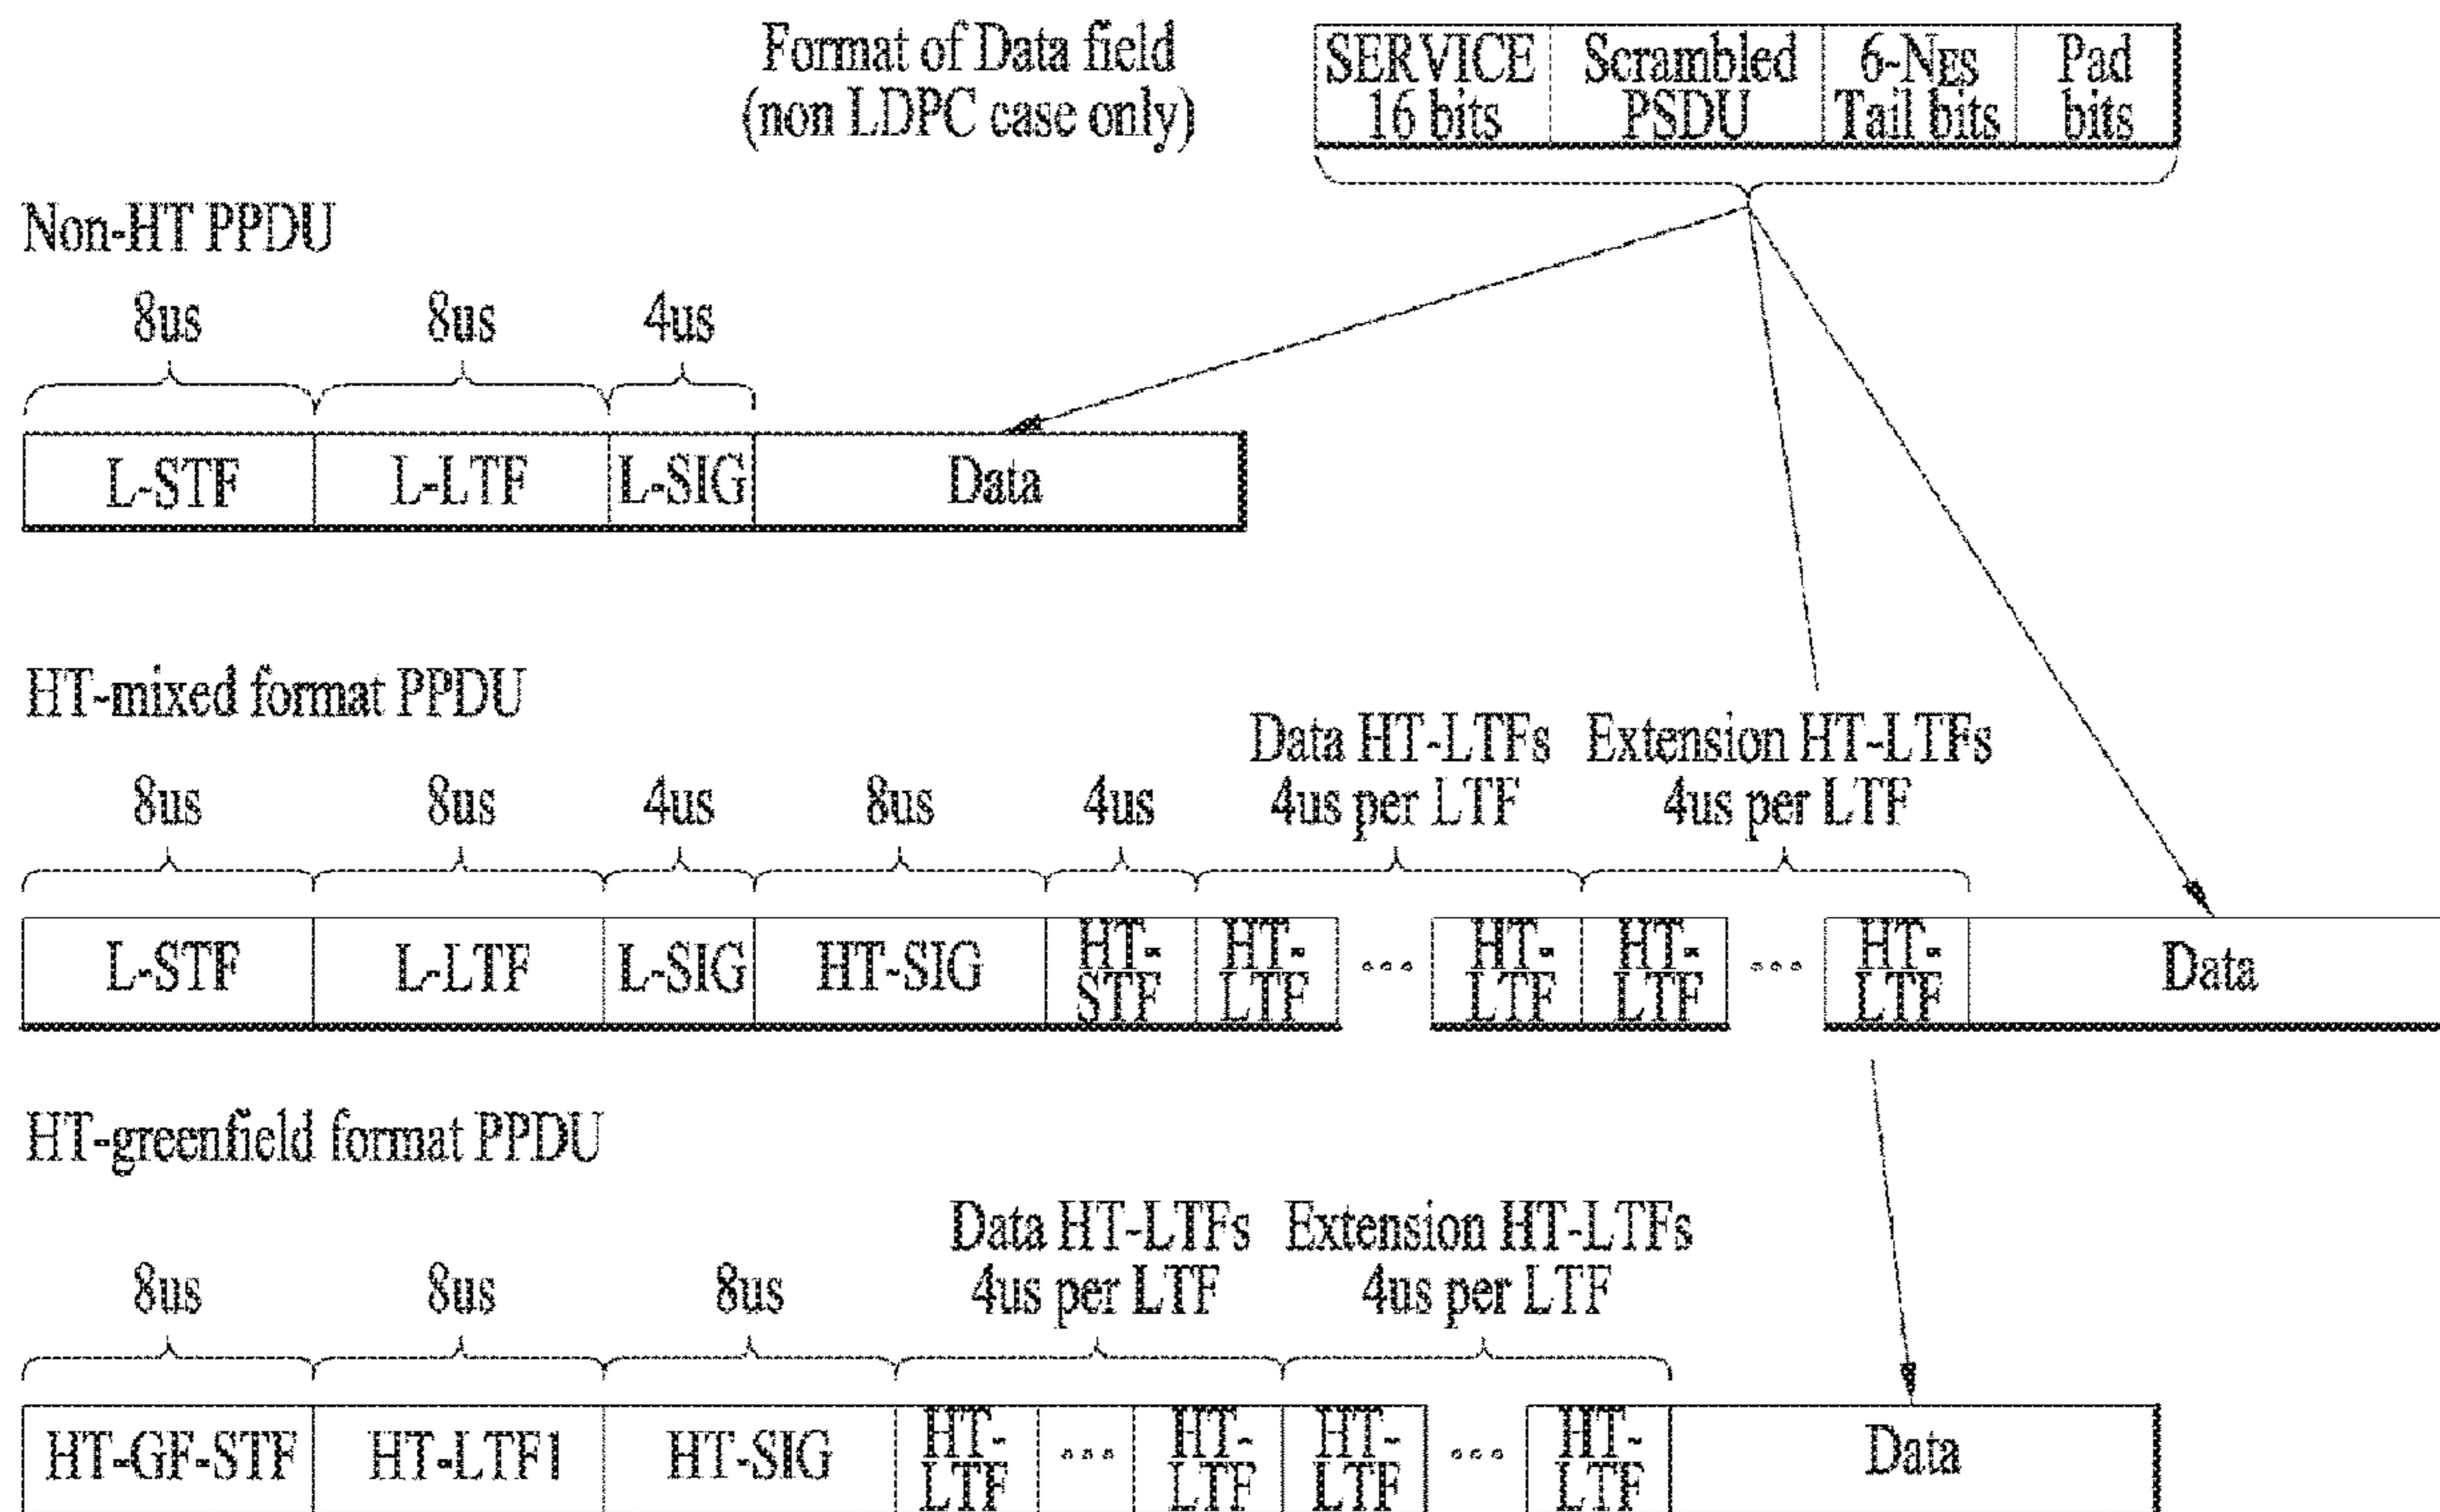 Format of Data field
(non LDPC case only)
SERVICE Scrambled 6-NES Pad
16 bits PSDU Tail bits bits
Non-HT PPDU
8us 8us 4us
L-STF L-LTF L-SIG Data
HT-mixed format PPDU
Data HT-LTFs Extension HT-LTFs
8us 8us 4us 8us 4us 4us per LTF 4us per LTF
L-STF L-LTF L-SIG HT-SIG HT-STF HT-LTF ... HT-LTF HT-LTF ... HT-LTF Data
HT-greenfield format PPDU
Data HT-LTFs Extension HT-LTFs
8us 8us 8us 4us per LTF 4us per LTF
HT-GF-STF HT-LTF1 HT-SIG HT-LTF ... HT-LTF HT-LTF ... HT-LTF Data